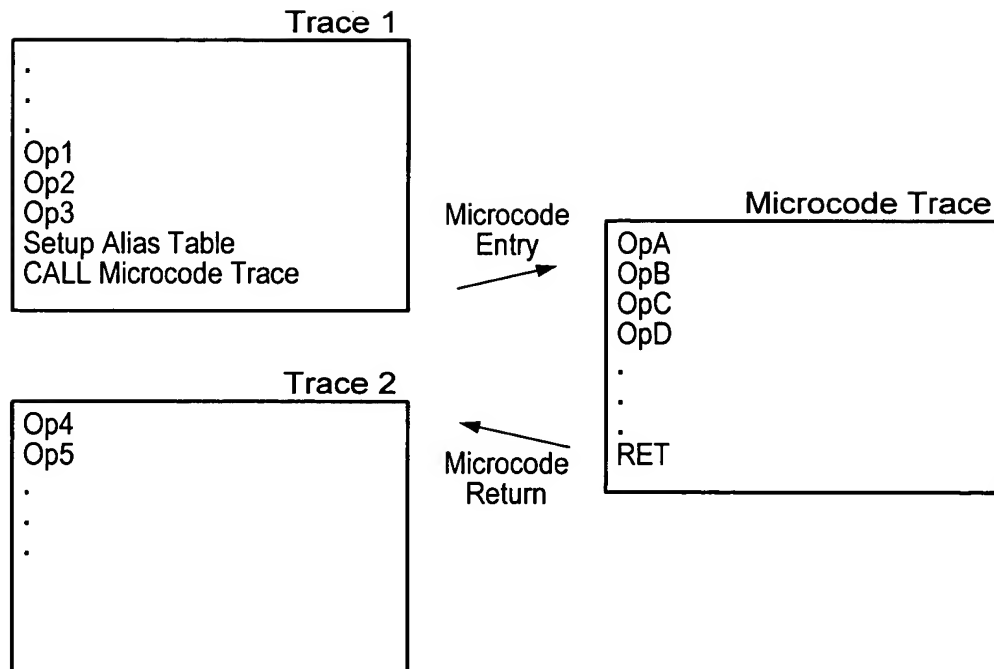 Trace 1
.
.
.
Op1
Op2
Op3
Setup Alias Table
CALL Microcode Trace
Microcode
Entry
Microcode Trace
OpA
OpB
OpC
OpD
.
.
.
RET
Microcode
Return
Trace 2
Op4
Op5
.
.
.